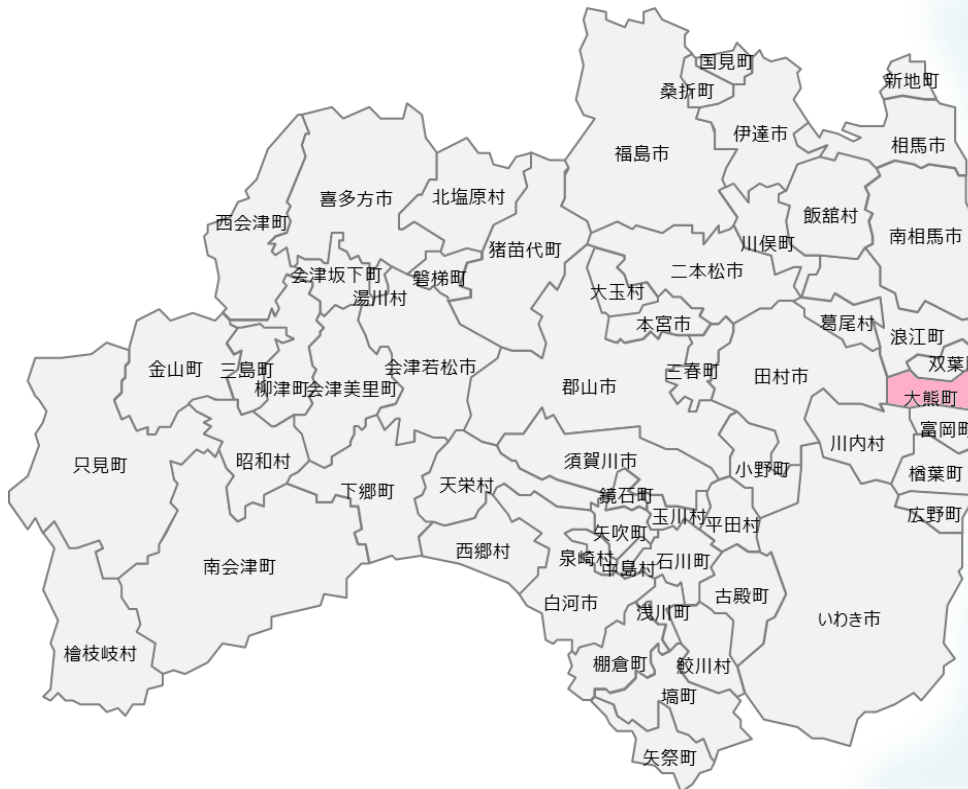 国見町
新地町
桑折町
伊達市
相馬市
福島市
喜多方市
北塩原村
飯舘村
西会津町
南相馬市
川俣町
猪苗代町
二本松市
会津坂下町
磐梯町
大玉村
湯川村
本宮市
葛尾村
浪江町
双葉
金山町
三島町
会津若松市
三春町
田村市
柳津町
会津美里町
郡山市
大熊町
富岡町
川内村
只見町
昭和村
須賀川市
小野町
楢葉町
下郷町
天栄村
鏡石町
玉川村
平田村
広野町
矢吹町
西郷村
泉崎村
中島村
石川町
南会津町
古殿町
白河市
浅川町
いわき市
檜枝岐村
棚倉町
鮫川村
塙町
矢祭町